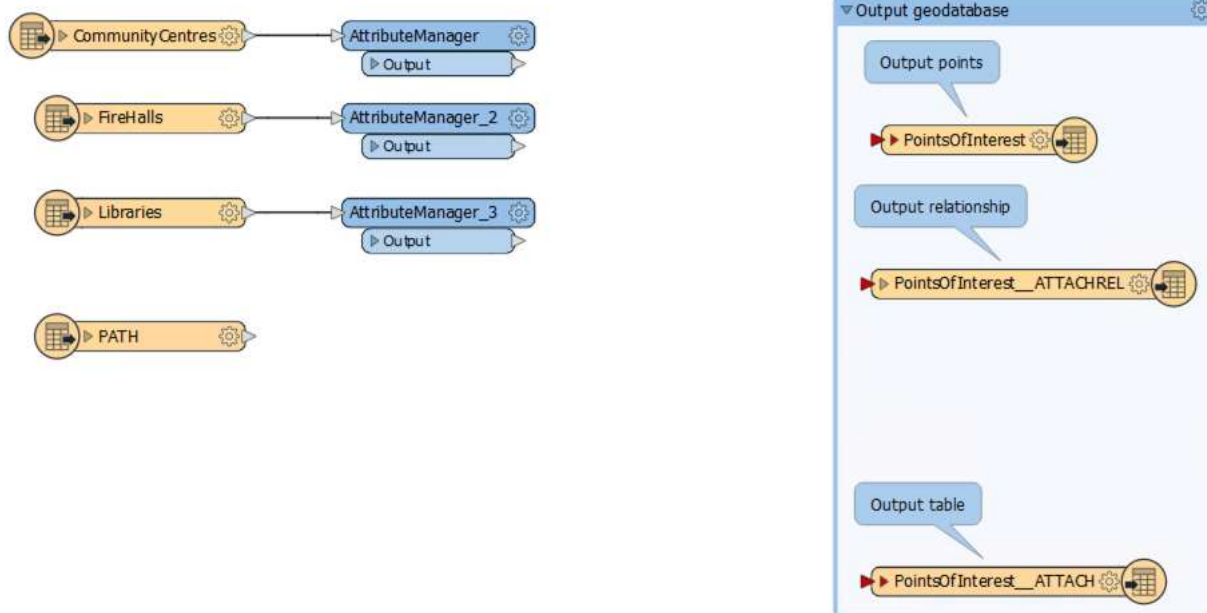 CommunityCentres
AttributeManager
Output
FireHalls
AttributeManager_2
Output
Libraries
AttributeManager_3
Output
PATH
Output geodatabase
Output points
PointsOfInterest
Output relationship
PointsOfInterest__ATTACHREL
Output table
PointsOfInterest__ATTACH